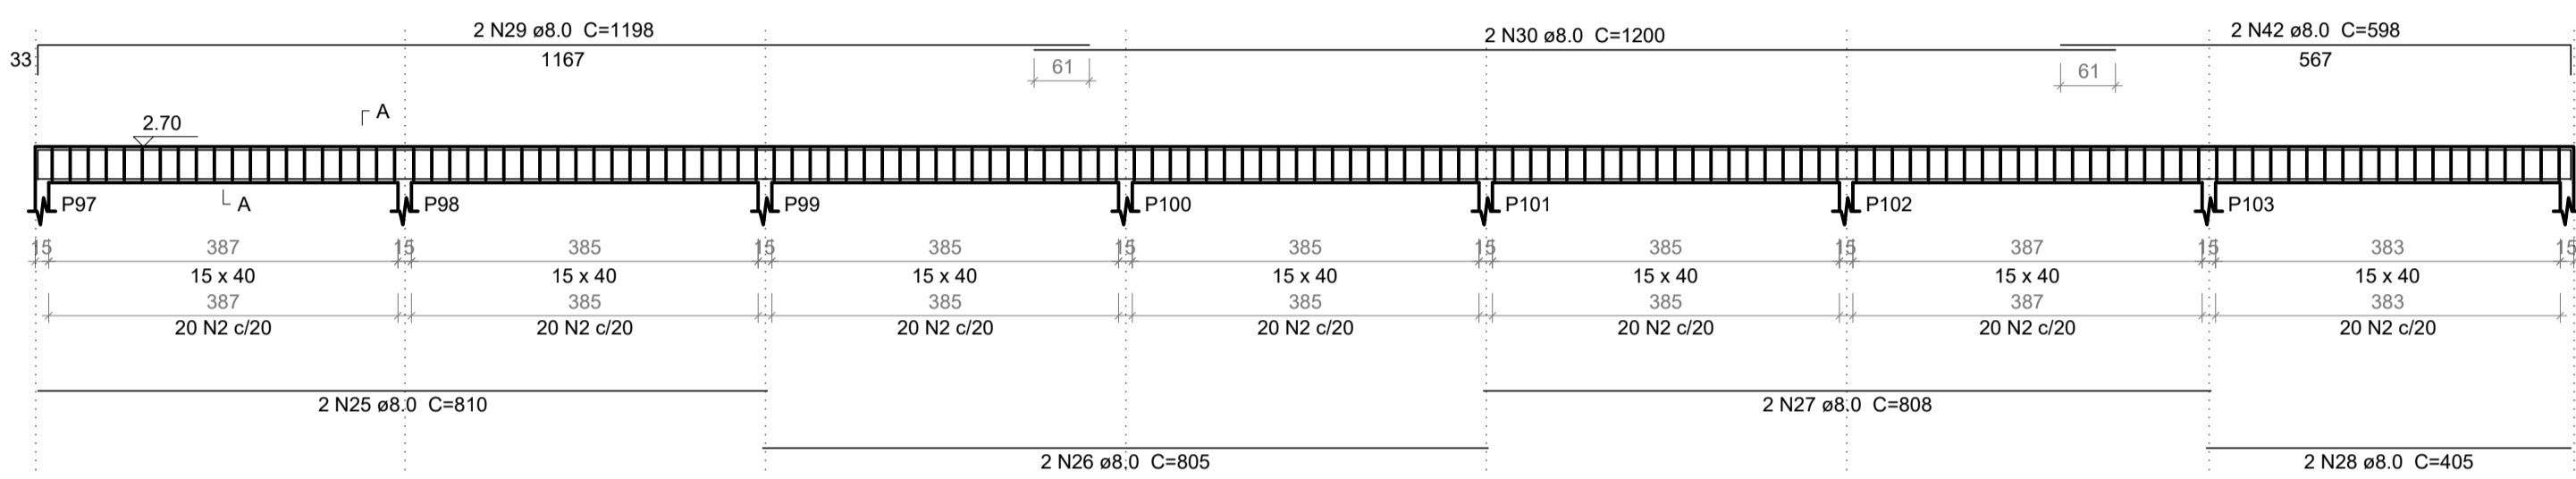 2 N29 ø8.0 C=1198
2 N30 ø8.0 C=1200
2 N42 ø8.0 C=598
33
1167
61
61
567
A
2.70
A
P97
P98
P99
P100
P101
P102
P103
15 387 15 385 15 385 15 385 15 385 15 387 15 383 15
15 x 40 15 x 40 15 x 40 15 x 40 15 x 40 15 x 40 15 x 40
387 385 385 385 385 387 383
20 N2 c/20 20 N2 c/20 20 N2 c/20 20 N2 c/20 20 N2 c/20 20 N2 c/20 20 N2 c/20
2 N25 ø8.0 C=810
2 N27 ø8.0 C=808
2 N26 ø8.0 C=805
2 N28 ø8.0 C=405